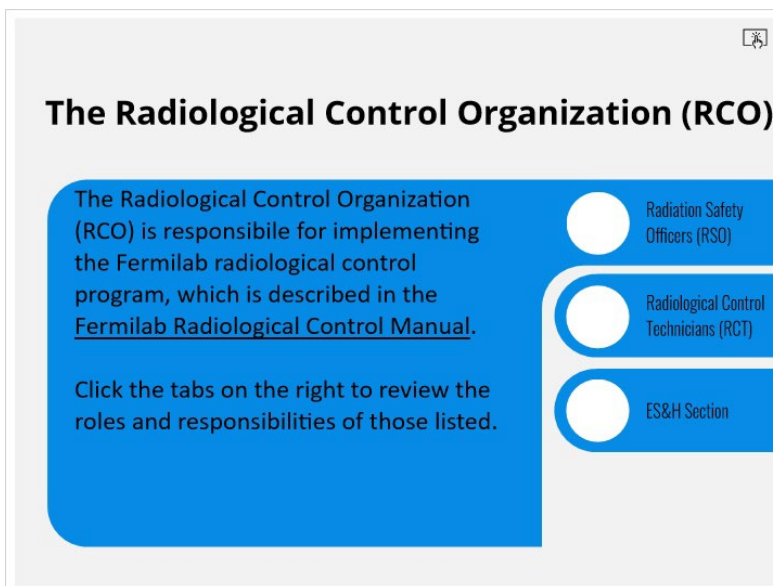 The Radiological Control Organization (RCO)
The Radiological Control Organization
(RCO) is responsibile for implementing
the Fermilab radiological control
program, which is described in the
Fermilab Radiological Control Manual.
Click the tabs on the right to review the
roles and responsibilities of those listed.
Radiation Safety
Officers (RSO)
Radiological Control
Technicians (RCT)
ES&H Section